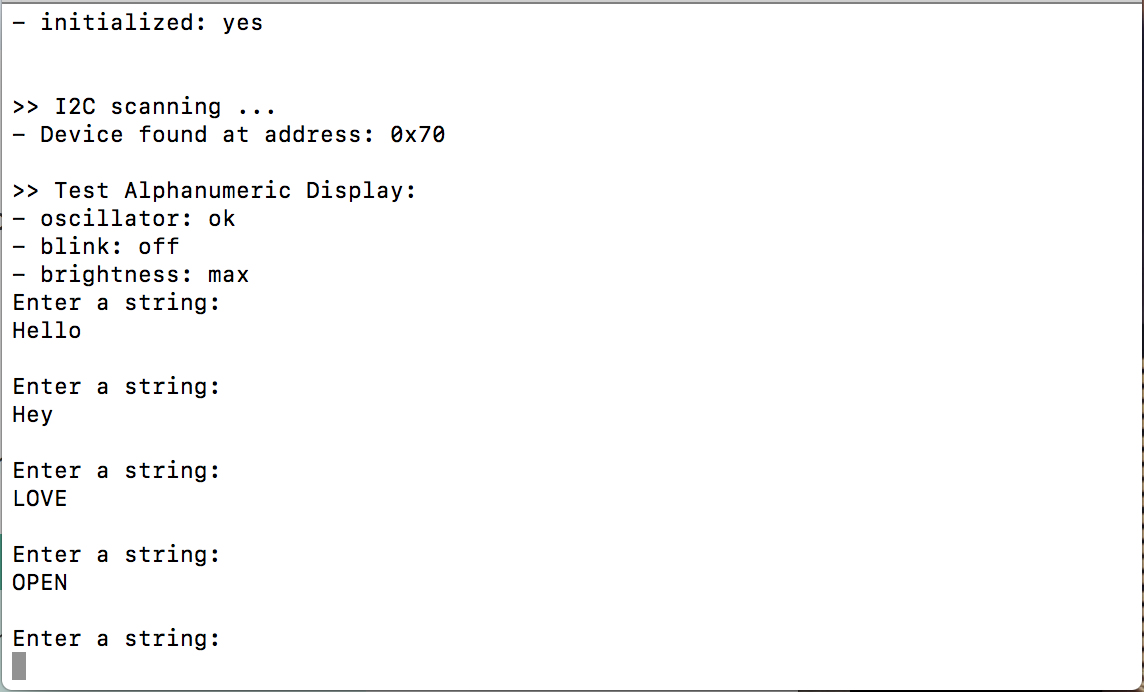 - initialized: yes
>> I2C scanning ...
- Device found at address: 0x70
>> Test Alphanumeric Display:
- oscillator: ok
- blink: off
- brightness: max
Enter a string:
Hello
Enter a string:
Hey
Enter a string:
LOVE
Enter a string:
OPEN
Enter a string: